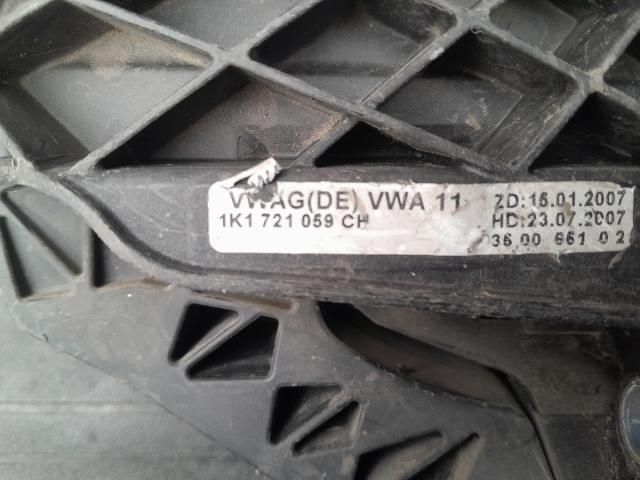 VWAG(DE) VWA 11 ZD:15.01.2007
1K1 721 059 CH HD:23.07.2007
36 00 661 0 2